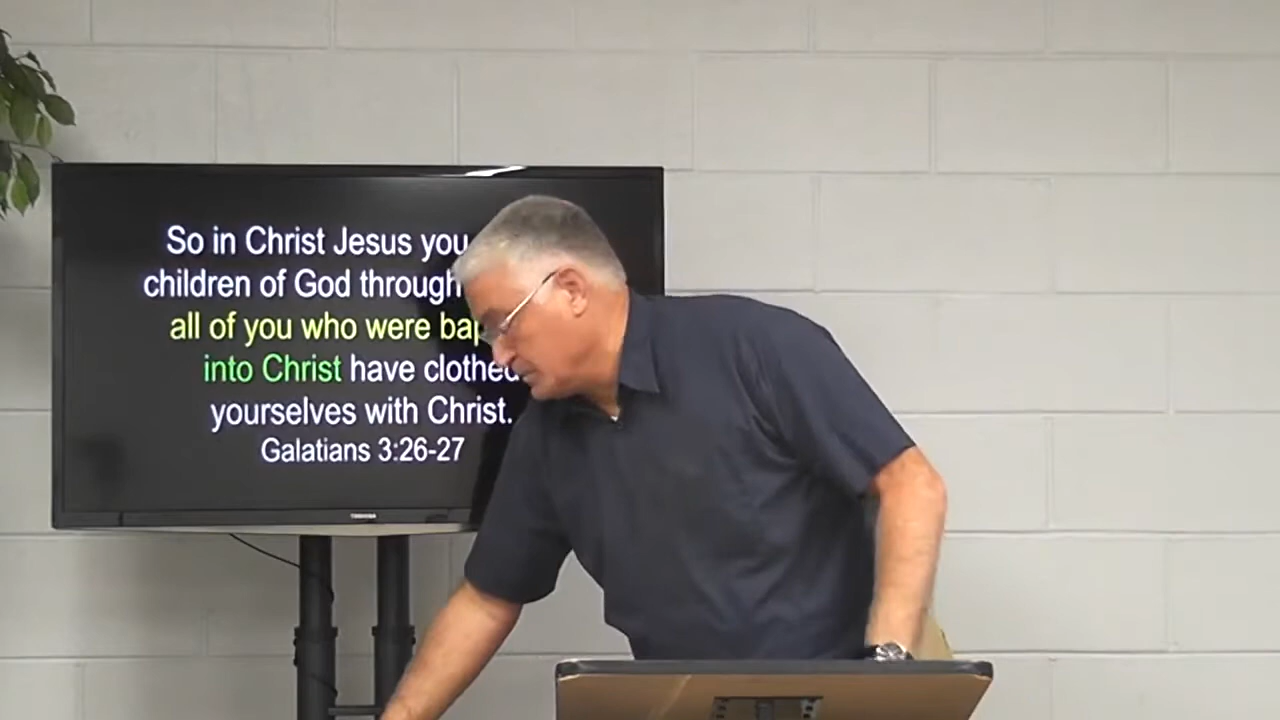 So in Christ Jesus you
children of God through
all of you who were bap
into Christ have clothed
yourselves with Christ.
Galatians 3:26-27
TOSHIBA